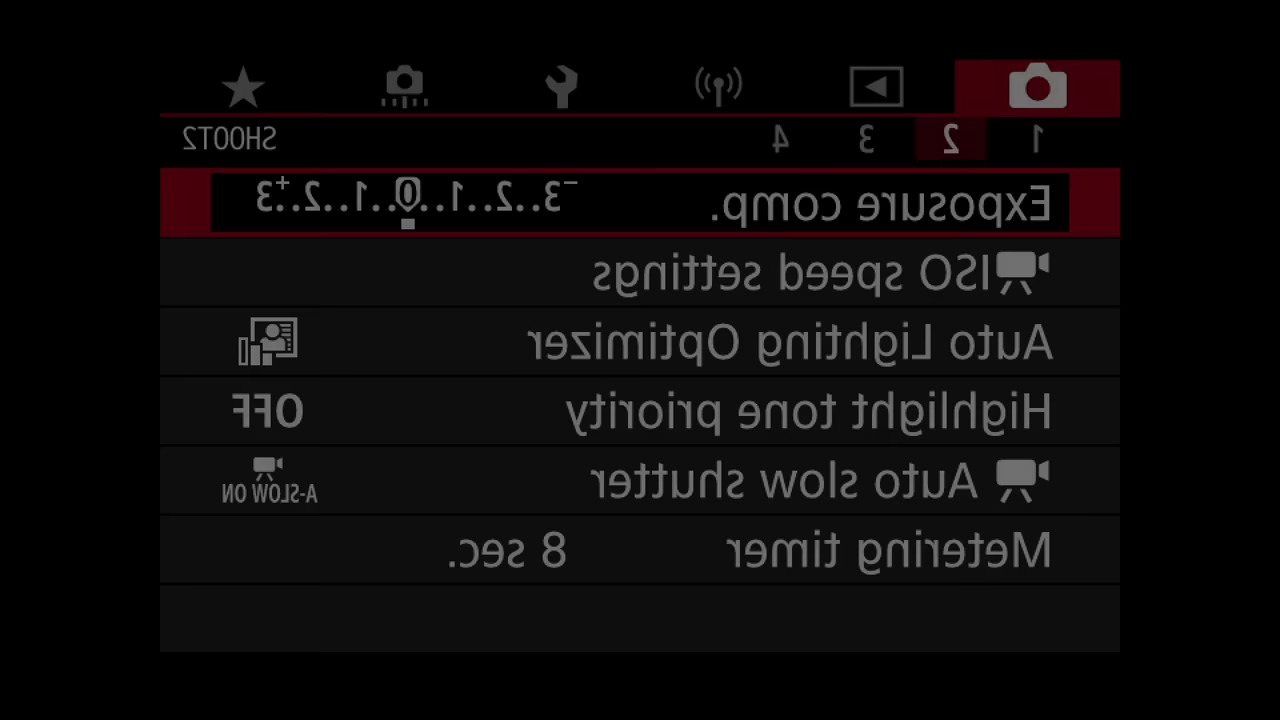 1 2 3 4 SHOOT2
Exposure comp. −3..2..1..0..1..2..+3
ISO speed settings
Auto Lighting Optimizer
Highlight tone priority OFF
Auto slow shutter A-SLOW ON
Metering timer 8 sec.